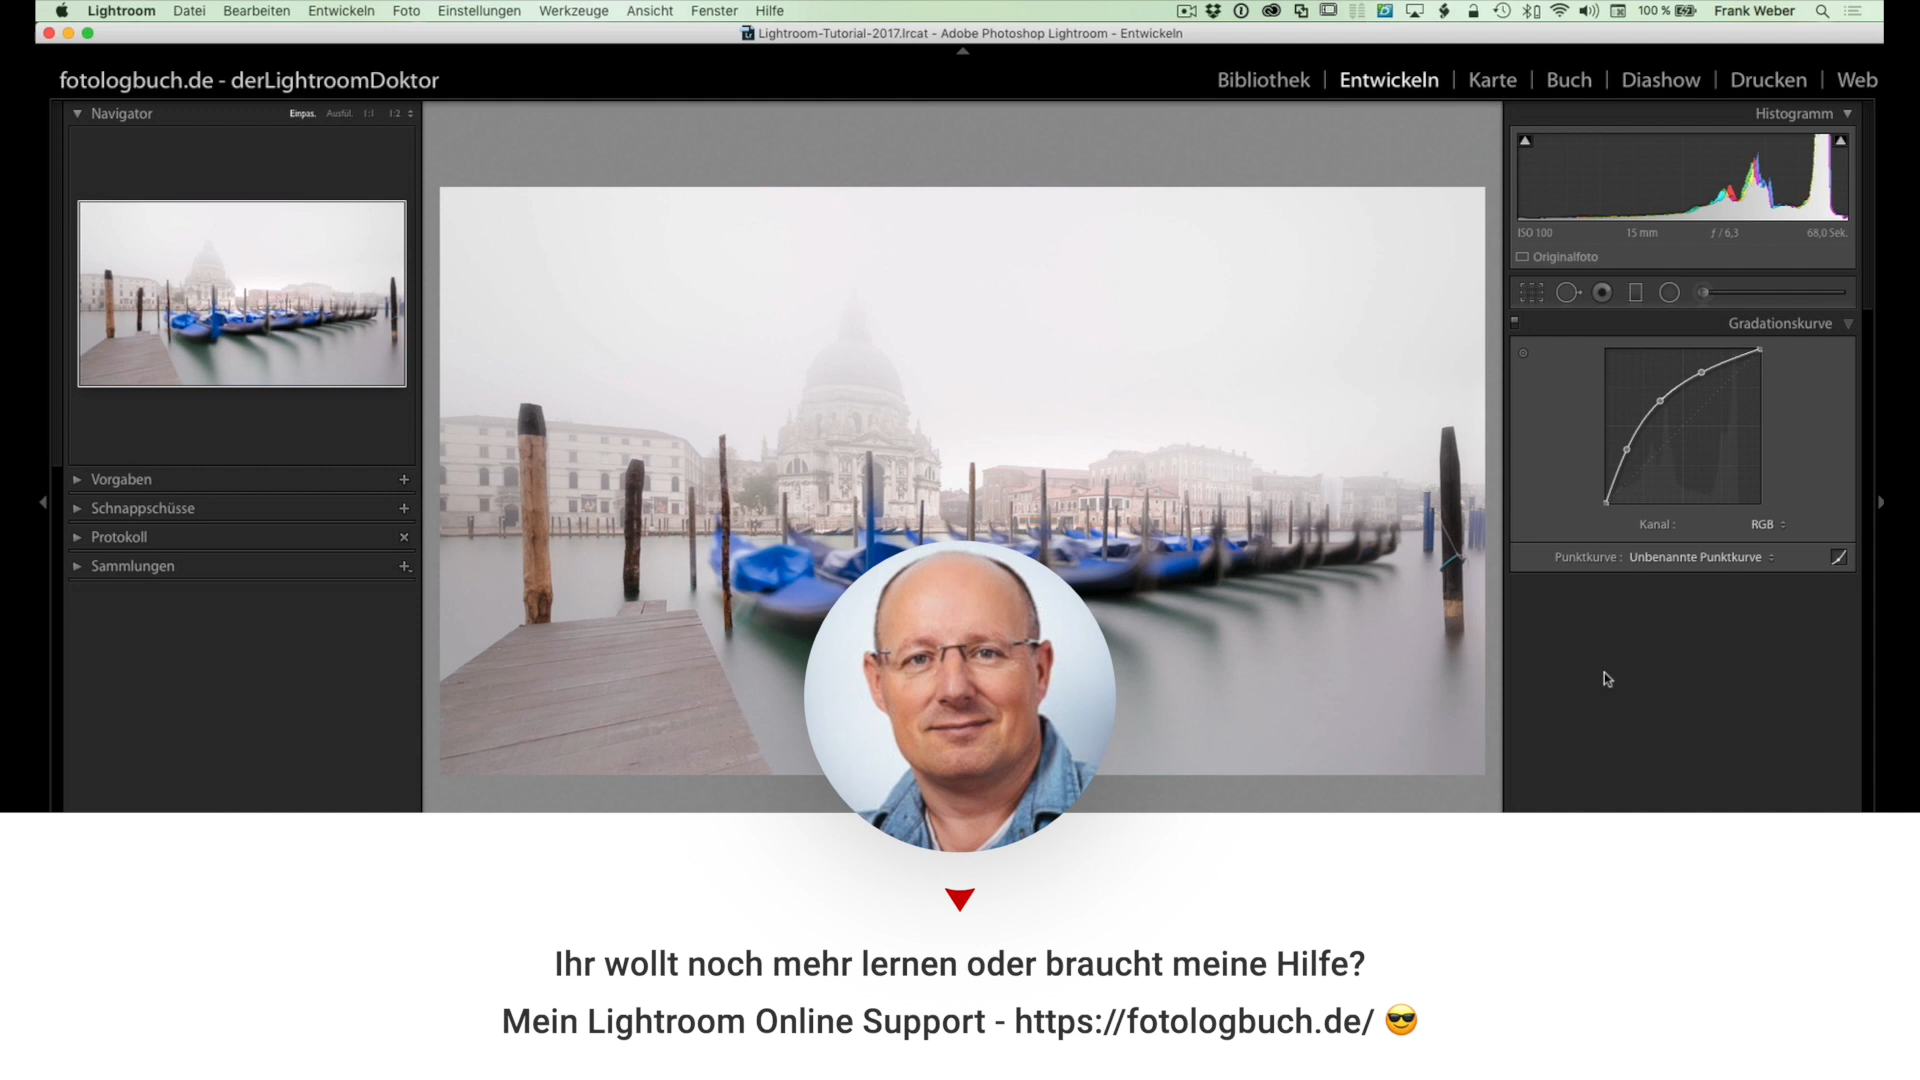 Lightroom Datei Bearbeiten Entwickeln Foto Einstellungen Werkzeuge Ansicht Fenster Hilfe 100 % Frank Weber
Lightroom-Tutorial-2017.lrcat - Adobe Photoshop Lightroom - Entwickeln
fotologbuch.de - derLightroomDoktor
Bibliothek | Entwickeln | Karte | Buch | Diashow | Drucken | Web
Navigator Einpas. Ausfül. 1:1 1:2
Histogramm
ISO 100 15 mm ƒ / 6,3 68,0 Sek.
Originalfoto
Gradationskurve
Kanal : RGB
Punktkurve : Unbenannte Punktkurve
Vorgaben
Schnappschüsse
Protokoll
Sammlungen
Ihr wollt noch mehr lernen oder braucht meine Hilfe?
Mein Lightroom Online Support - https://fotologbuch.de/ 😎